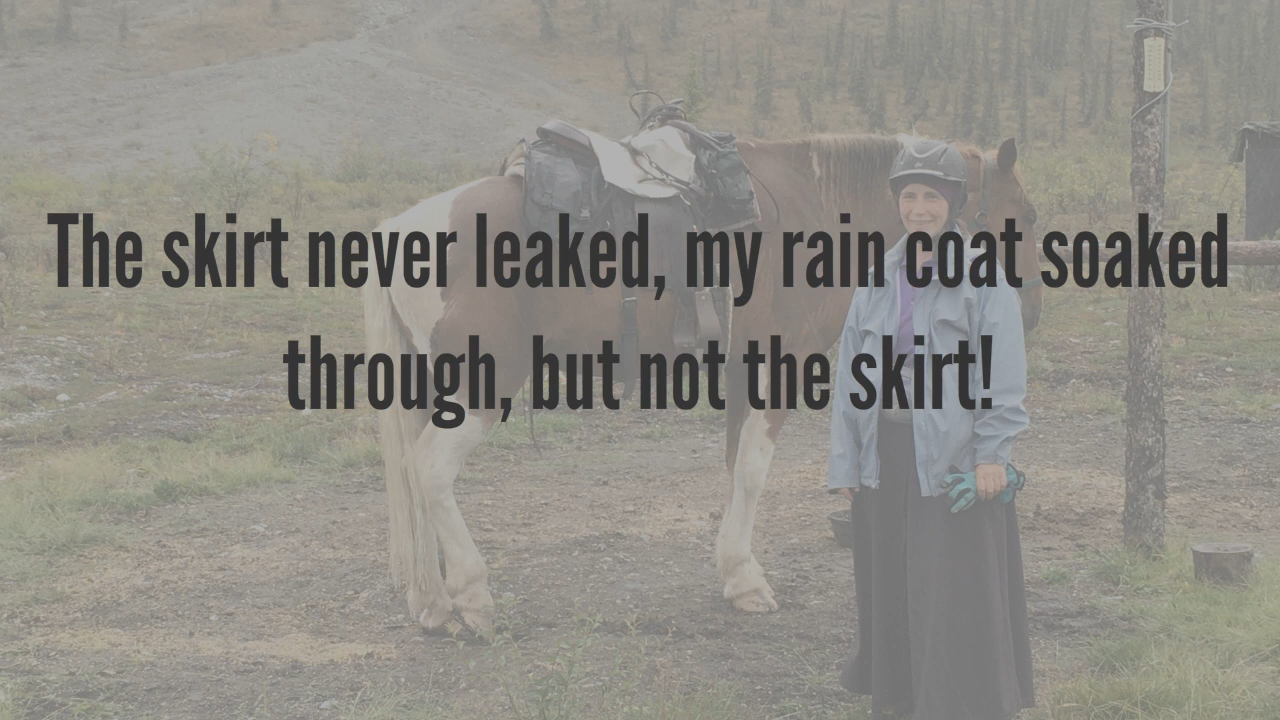 The skirt never leaked, my rain coat soaked
through, but not the skirt!